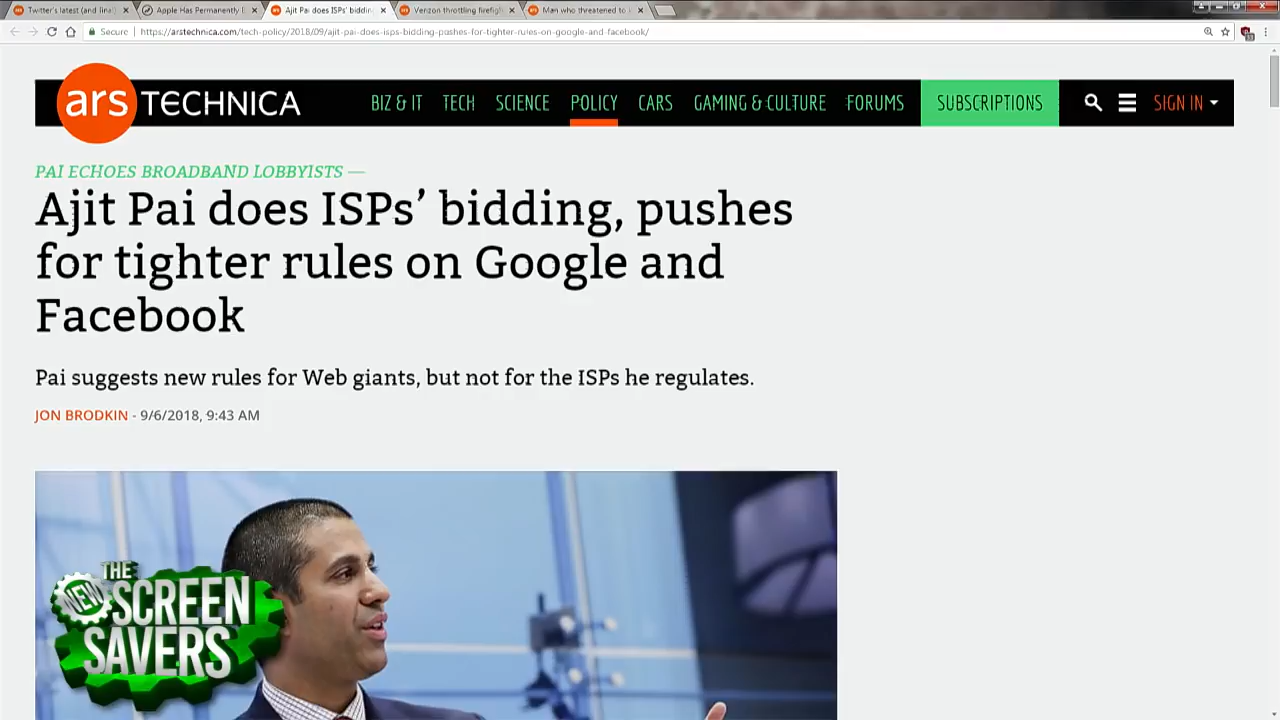 Twitter's latest (and final
Apple Has Permanently
Ajit Pai does ISPs' bidding
Verizon throttling firefigh
Man who threatened to
Secure
https://arstechnica.com/tech-policy/2018/09/ajit-pai-does-isps-bidding-pushes-for-tighter-rules-on-google-and-facebook/
ars TECHNICA
BIZ & IT TECH SCIENCE POLICY CARS GAMING & CULTURE FORUMS SUBSCRIPTIONS SIGN IN
PAI ECHOES BROADBAND LOBBYISTS —
Ajit Pai does ISPs’ bidding, pushes
for tighter rules on Google and
Facebook
Pai suggests new rules for Web giants, but not for the ISPs he regulates.
JON BRODKIN - 9/6/2018, 9:43 AM
THE
NEW SCREEN
SAVERS